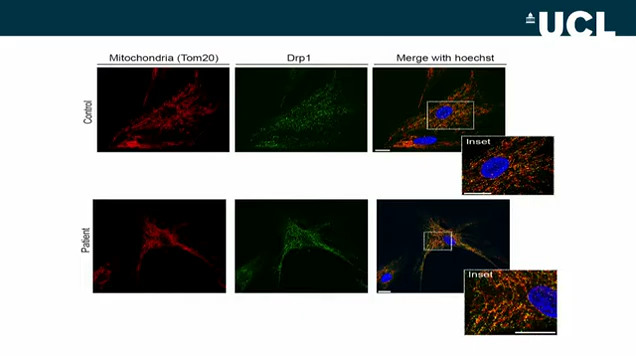 UCL
Mitochondria (Tom20) Drp1 Merge with hoechst
Control
Inset
Patient
Inset